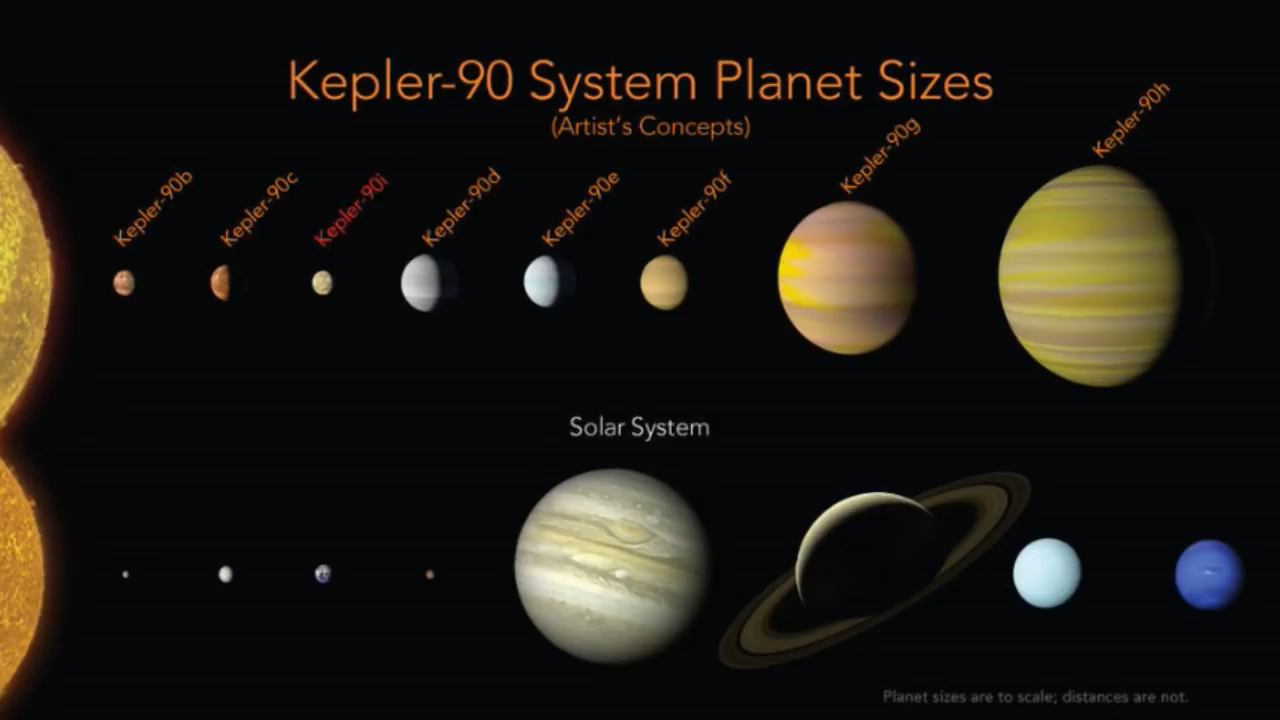 Kepler-90 System Planet Sizes
(Artist's Concepts)
Kepler-90b
Kepler-90c
Kepler-90i
Kepler-90d
Kepler-90e
Kepler-90f
Kepler-90g
Kepler-90h
Solar System
Planet sizes are to scale; distances are not.